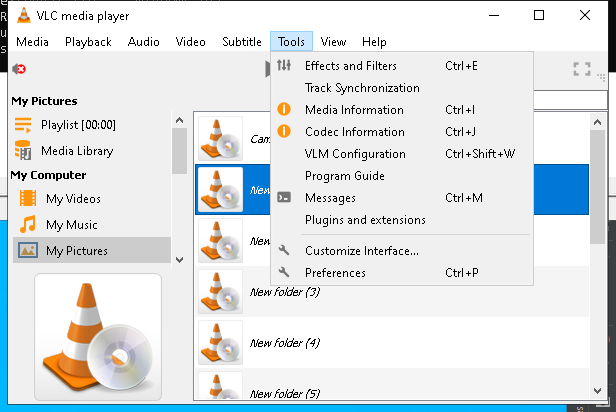 VLC media player
Media Playback Audio Video Subtitle Tools View Help
My Pictures
Playlist [00:00]
Media Library
My Computer
My Videos
My Music
My Pictures
Effects and Filters Ctrl+E
Track Synchronization
Media Information Ctrl+I
Codec Information Ctrl+J
VLM Configuration Ctrl+Shift+W
Program Guide
Messages Ctrl+M
Plugins and extensions
Customize Interface...
Preferences Ctrl+P
Cam
New
New
New folder (3)
New folder (4)
New folder (5)